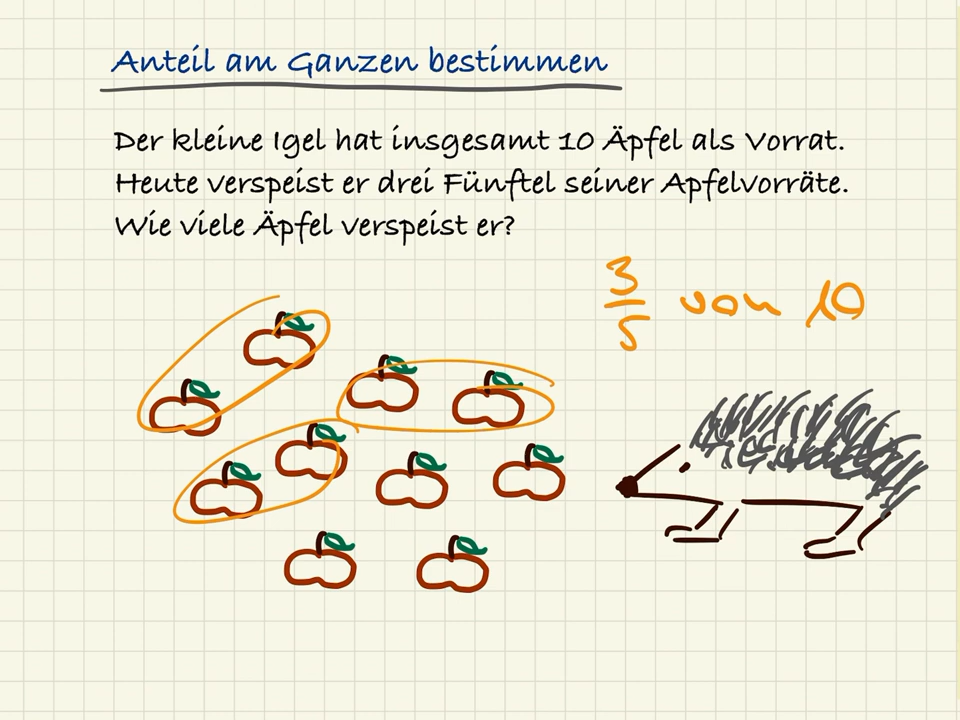 Anteil am Ganzen bestimmen
Der kleine Igel hat insgesamt 10 Äpfel als Vorrat.
Heute verspeist er drei Fünftel seiner Apfelvorräte.
Wie viele Äpfel verspeist er?
3/5 von 10